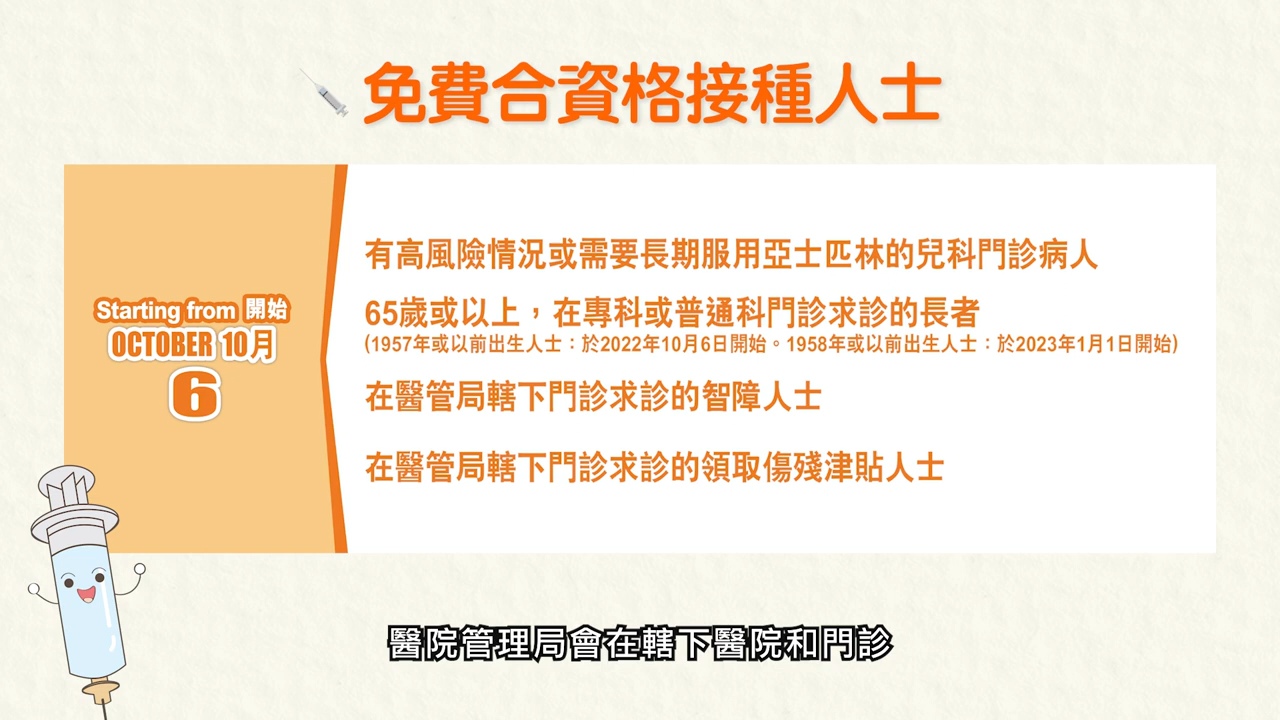 免費合資格接種人士
Starting from 開始
OCTOBER 10月
6
有高風險情況或需要長期服用亞士匹林的兒科門診病人
65歲或以上，在專科或普通科門診求診的長者
(1957年或以前出生人士：於2022年10月6日開始。1958年或以前出生人士：於2023年1月1日開始)
在醫管局轄下門診求診的智障人士
在醫管局轄下門診求診的領取傷殘津貼人士
醫院管理局會在轄下醫院和門診